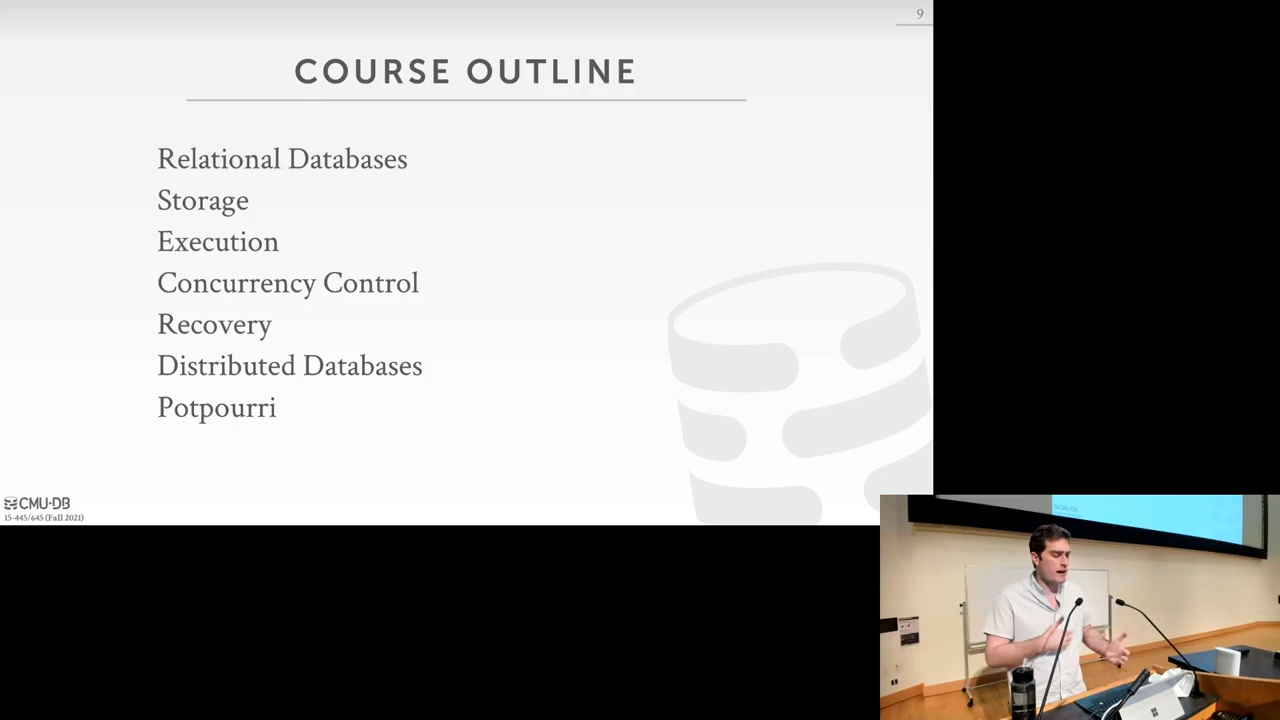 9
COURSE OUTLINE
Relational Databases
Storage
Execution
Concurrency Control
Recovery
Distributed Databases
Potpourri
CMU·DB
15-445/645 (Fall 2021)